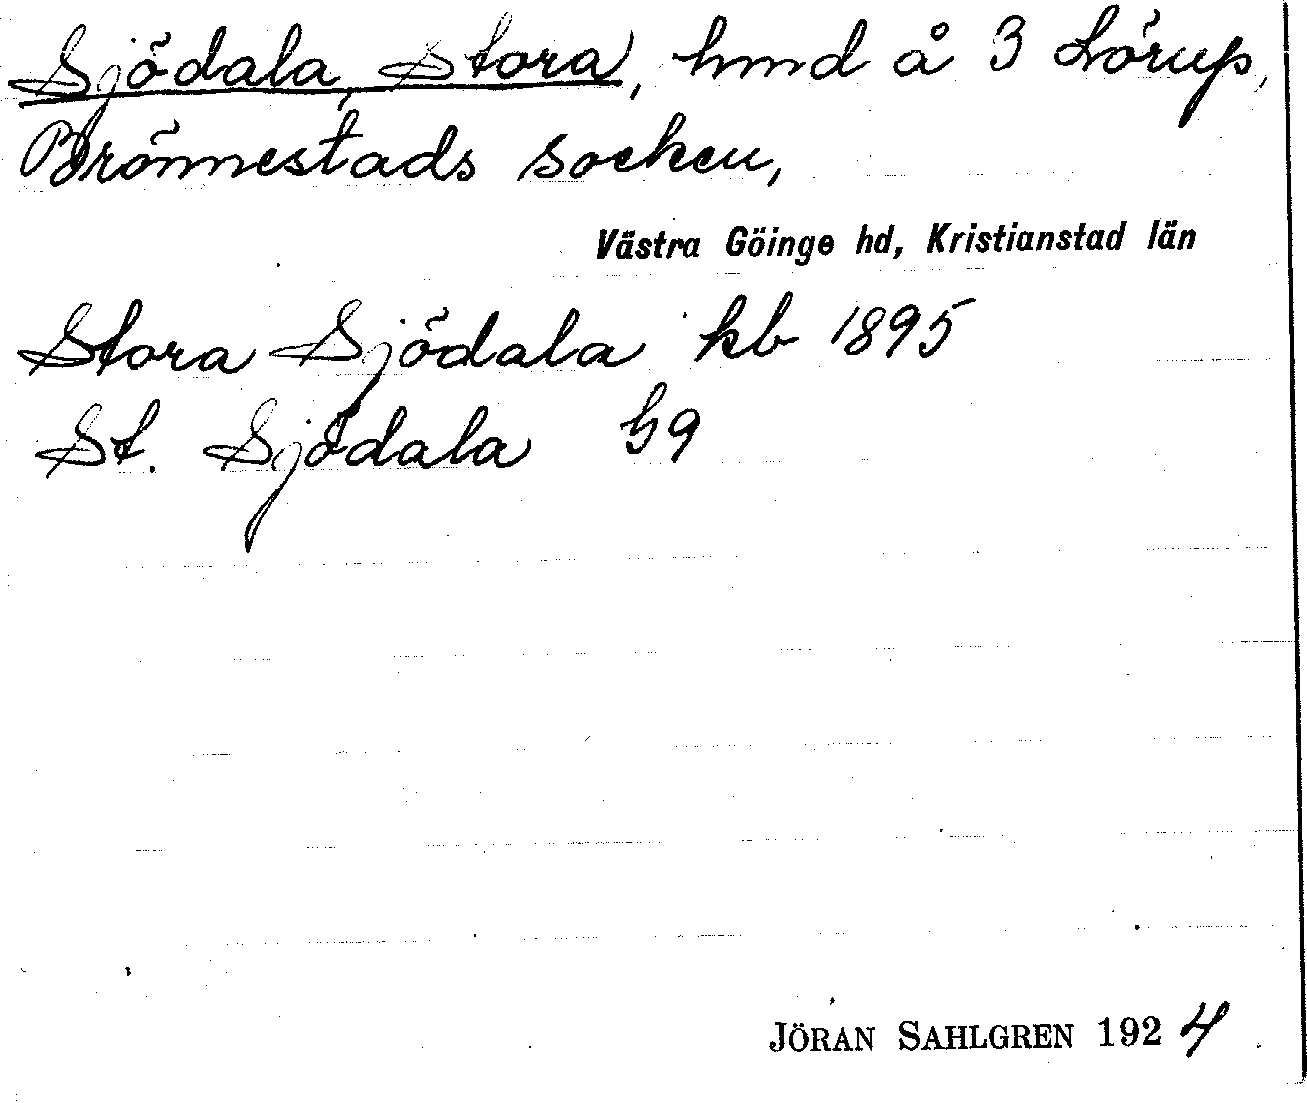 Sjödala, Stora, hmd å 3 Lörup,
Brönnestads socken,
Västra Göinge hd, Kristianstad län
Stora Sjödala kb 1895
St. Sjödala G9
JÖRAN SAHLGREN 1924